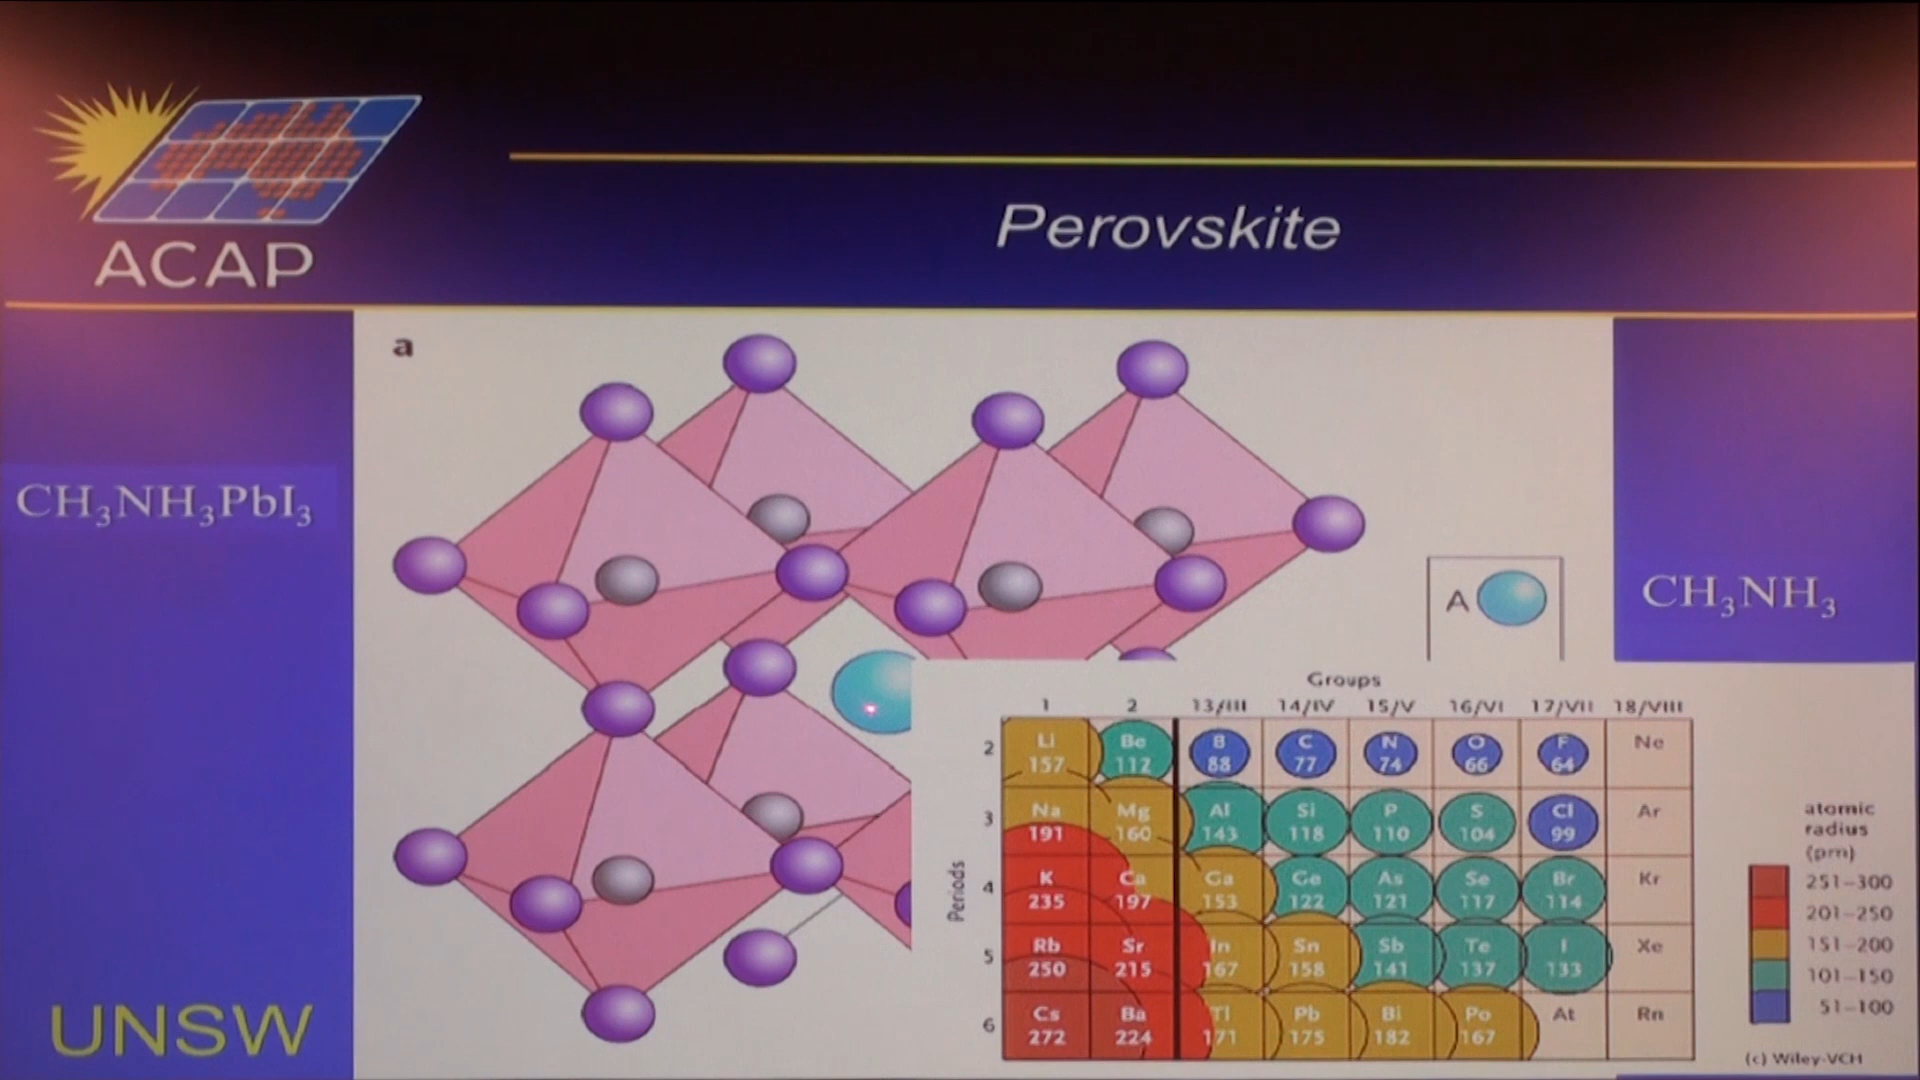 ACAP
Perovskite
a
CH₃NH₃PbI₃
A
CH₃NH₃
UNSW
Groups
1 2 13/III 14/IV 15/V 16/VI 17/VII 18/VIII
Periods
2 Li Be B C N O F Ne
157 112 88 77 74 66 64
3 Na Mg Al Si P S Cl Ar
191 160 143 118 110 104 99
4 K Ca Ga Ge As Se Br Kr
235 197 153 122 121 117 114
5 Rb Sr In Sn Sb Te I Xe
250 215 167 158 141 137 133
6 Cs Ba Tl Pb Bi Po At Rn
272 224 171 175 182 167
atomic
radius
(pm)
251–300
201–250
151–200
101–150
51–100
(c) Wiley-VCH